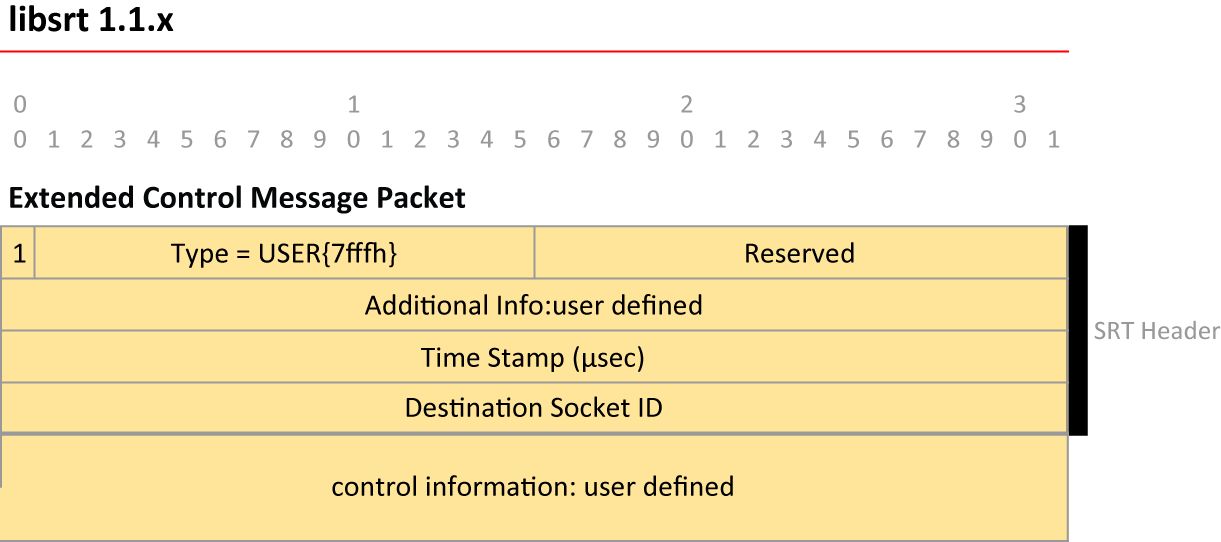 libsrt 1.1.x
0 1 2 3
0 1 2 3 4 5 6 7 8 9 0 1 2 3 4 5 6 7 8 9 0 1 2 3 4 5 6 7 8 9 0 1
Extended Control Message Packet
1 Type = USER{7fffh} Reserved
Additional Info:user defined
Time Stamp (μsec)
SRT Header
Destination Socket ID
control information: user defined